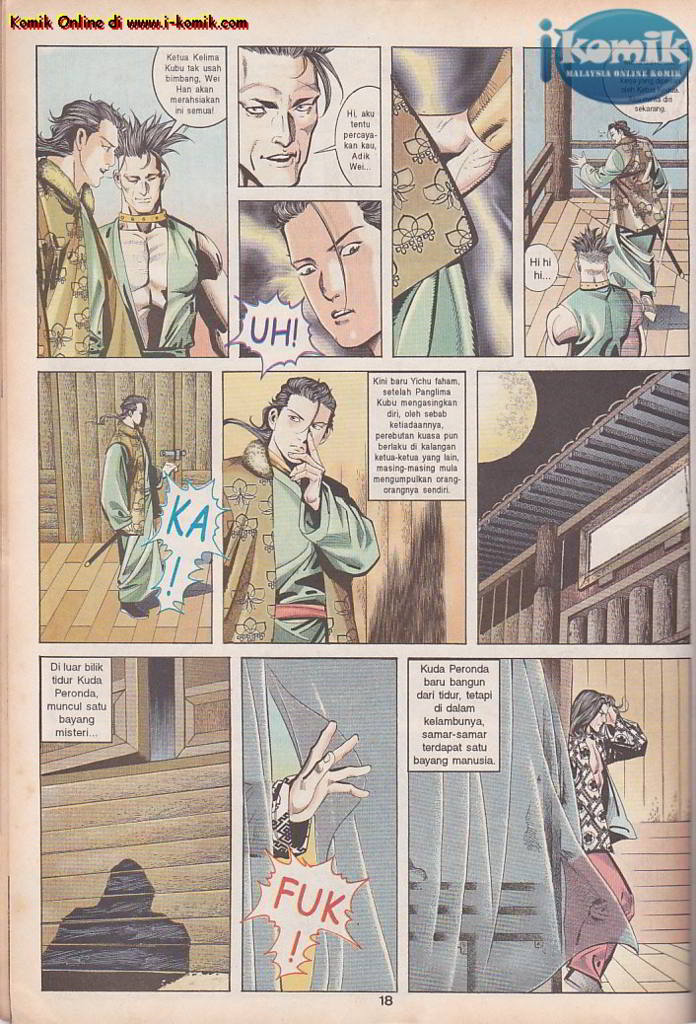 Komik Online di www.i-komik.com
i komik
MALAYSIA ONLINE KOMIK
Ketua Kelima
Kubu tak usah
bimbang, Wei
Han akan
merahsiakan
ini semua!
Hi, aku
tentu
percaya-
kan kau,
Adik
Wei...
UH!
sekarang.
Hi hi
hi...
KA
!
Kini baru Yichu faham,
setelah Panglima
Kubu mengasingkan
diri, oleh sebab
ketiadaannya,
perebutan kuasa pun
berlaku di kalangan
ketua-ketua yang lain,
masing-masing mula
mengumpulkan orang-
orangnya sendiri.
Di luar bilik
tidur Kuda
Peronda,
muncul satu
bayang
misteri...
FUK
!
Kuda Peronda
baru bangun
dari tidur, tetapi
di dalam
kelambunya,
samar-samar
terdapat satu
bayang manusia.
18